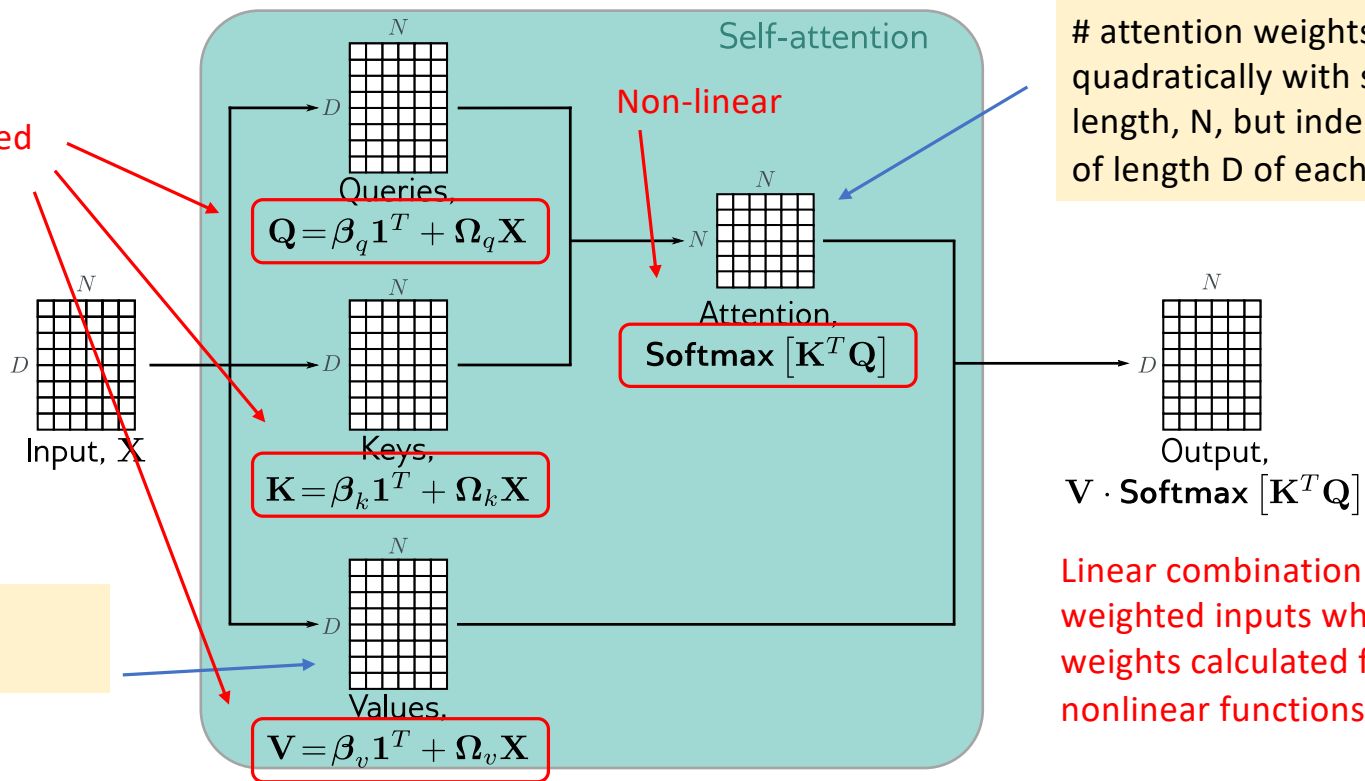 Self-attention
# attention weights
quadratically with s
length, N, but inde
of length D of each
ed
Non-linear
N
D
Queries,
Q=β_q 1^T + Ω_q X
N
N
Attention,
Softmax [K^T Q]
N
D
Input, X
N
D
Keys,
K=β_k 1^T + Ω_k X
N
D
Output,
V · Softmax [K^T Q]
N
D
Values,
V=β_v 1^T + Ω_v X
Linear combination
weighted inputs wh
weights calculated f
nonlinear functions